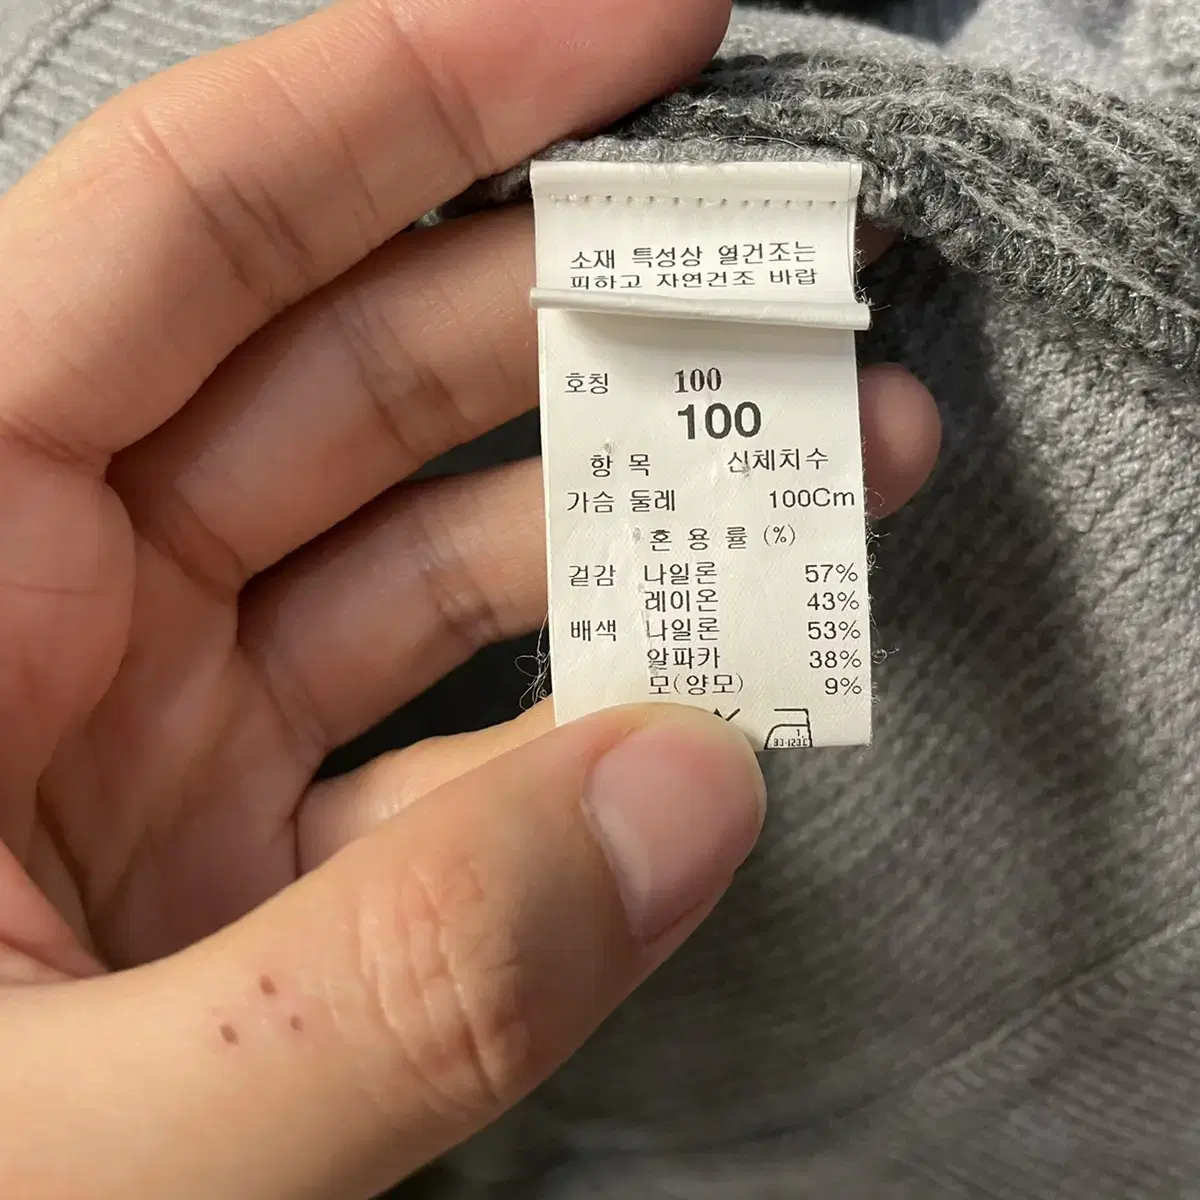 소재 특성상 열건조는
피하고 자연건조 바랍
호칭 100
100
항 목 신체치수
가슴 둘레 100Cm
혼 용 률 (%)
겉감 나일론 57%
레이온 43%
배색 나일론 53%
알파카 38%
모(양모) 9%